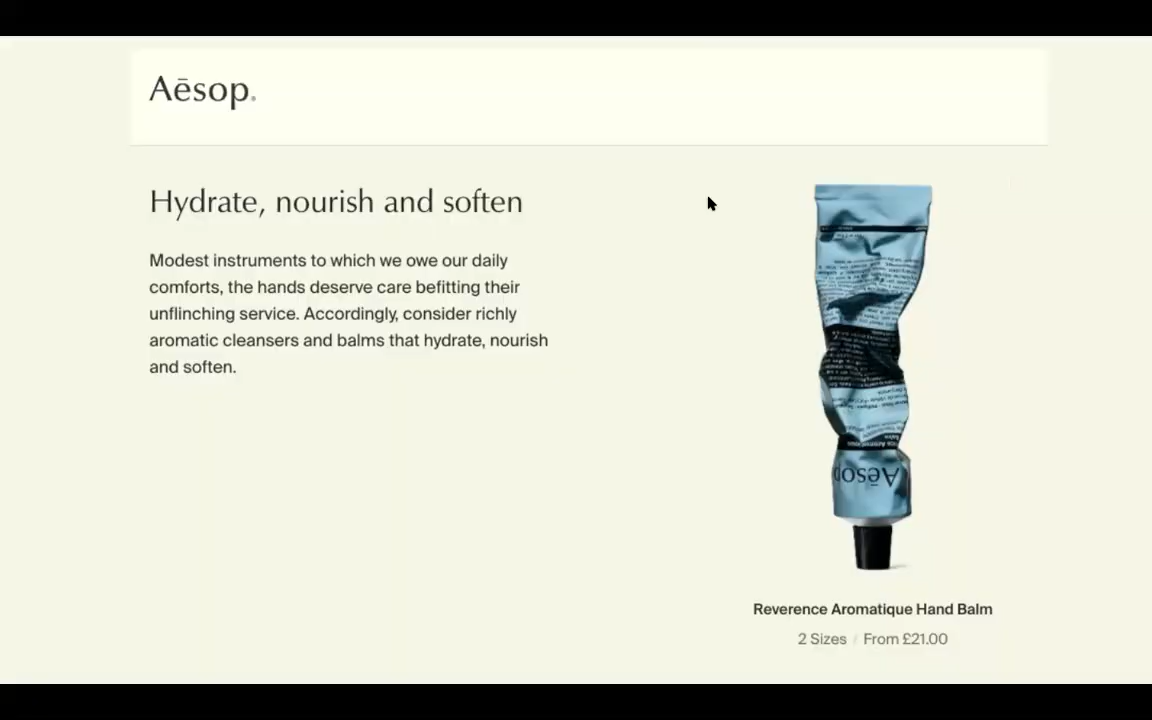 Aēsop.
Hydrate, nourish and soften
Modest instruments to which we owe our daily
comforts, the hands deserve care befitting their
unflinching service. Accordingly, consider richly
aromatic cleansers and balms that hydrate, nourish
and soften.
Aēsop
Reverence Aromatique Hand Balm
2 Sizes / From £21.00